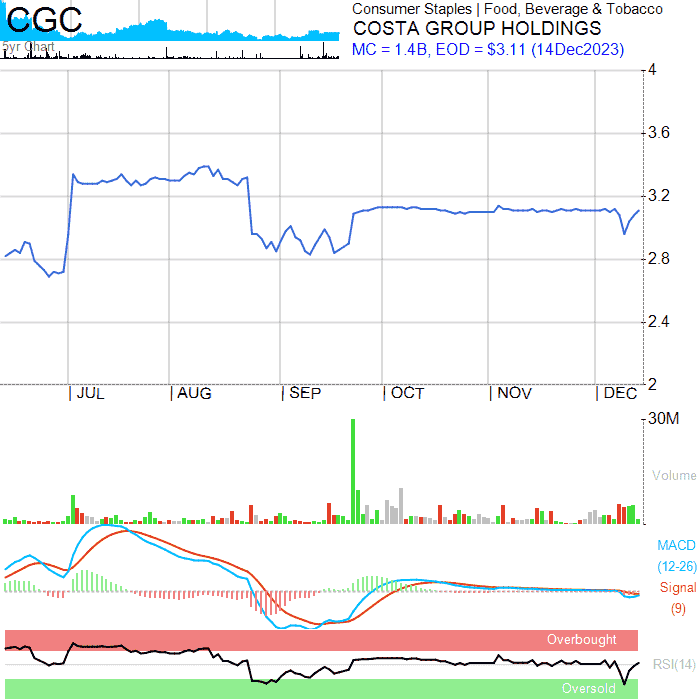 CGC
5yr Chart
Consumer Staples | Food, Beverage & Tobacco
COSTA GROUP HOLDINGS
MC = 1.4B, EOD = $3.11 (14Dec2023)
4
3.6
3.2
2.8
2.4
2
| JUL | AUG | SEP | OCT | NOV | DEC
30M
Volume
MACD
(12-26)
Signal
(9)
Overbought
RSI(14)
Oversold